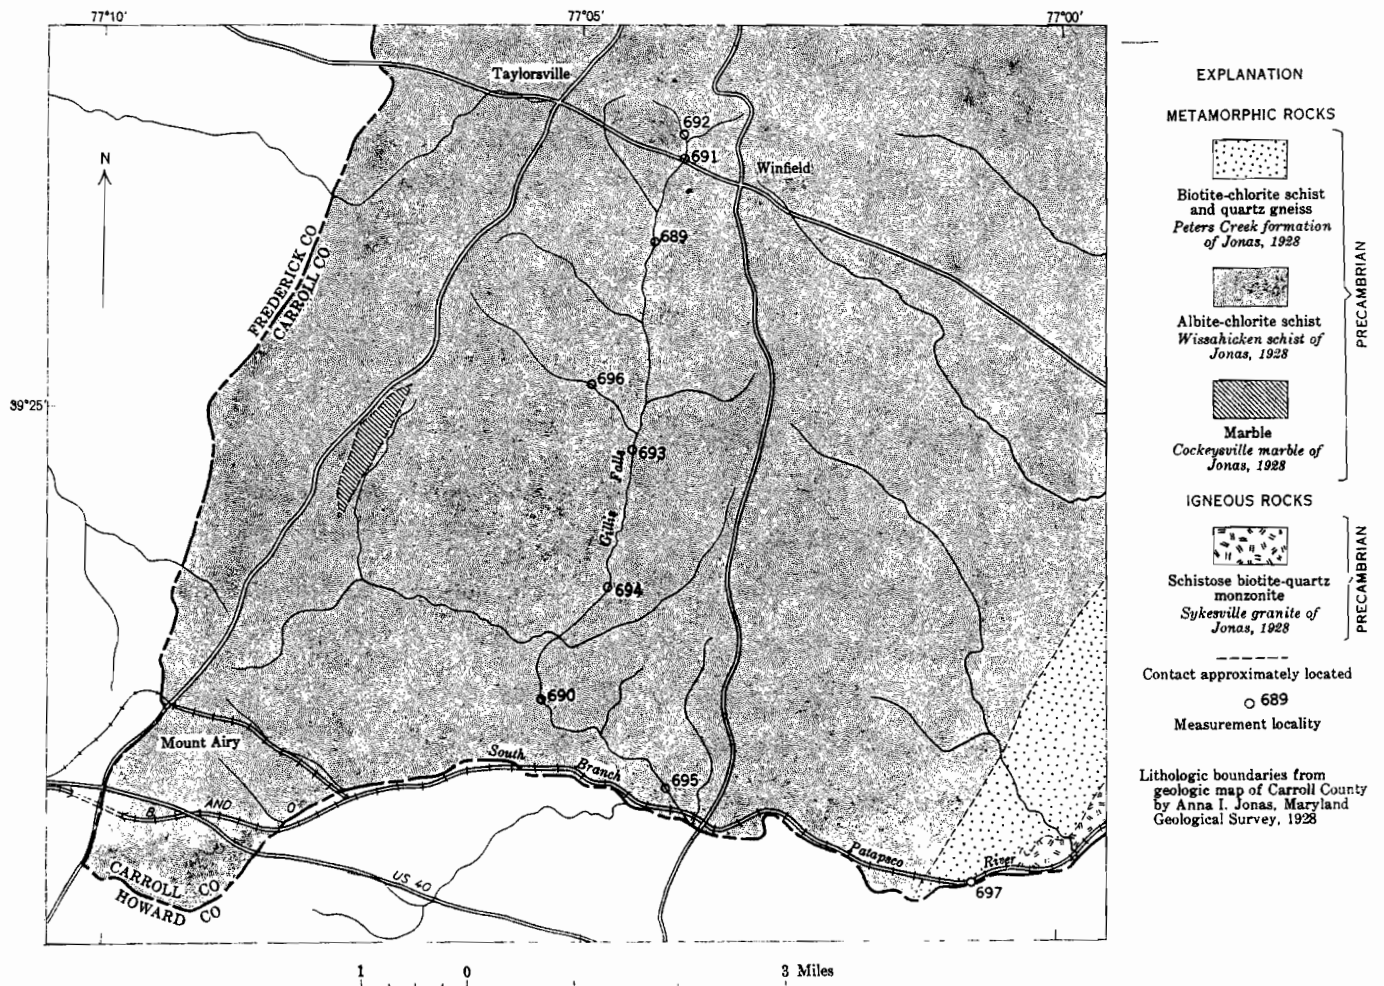 77°10'
77°05'
77°00'
39°25'
N
Taylorsville
692
691
Winfield
689
FREDERICK CO
CARROLL CO
696
693
Gillis Falls
694
690
Mount Airy
South Branch
695
B. AND O
Patapsco River
697
CARROLL CO
HOWARD CO
US 40
1 0 3 Miles
EXPLANATION
METAMORPHIC ROCKS
Biotite-chlorite schist
and quartz gneiss
Peters Creek formation
of Jonas, 1928
Albite-chlorite schist
Wissahicken schist of
Jonas, 1928
Marble
Cockeysville marble of
Jonas, 1928
PRECAMBRIAN
IGNEOUS ROCKS
Schistose biotite-quartz
monzonite
Sykesville granite of
Jonas, 1928
PRECAMBRIAN
Contact approximately located
689
Measurement locality
Lithologic boundaries from
geologic map of Carroll County
by Anna I. Jonas, Maryland
Geological Survey, 1928